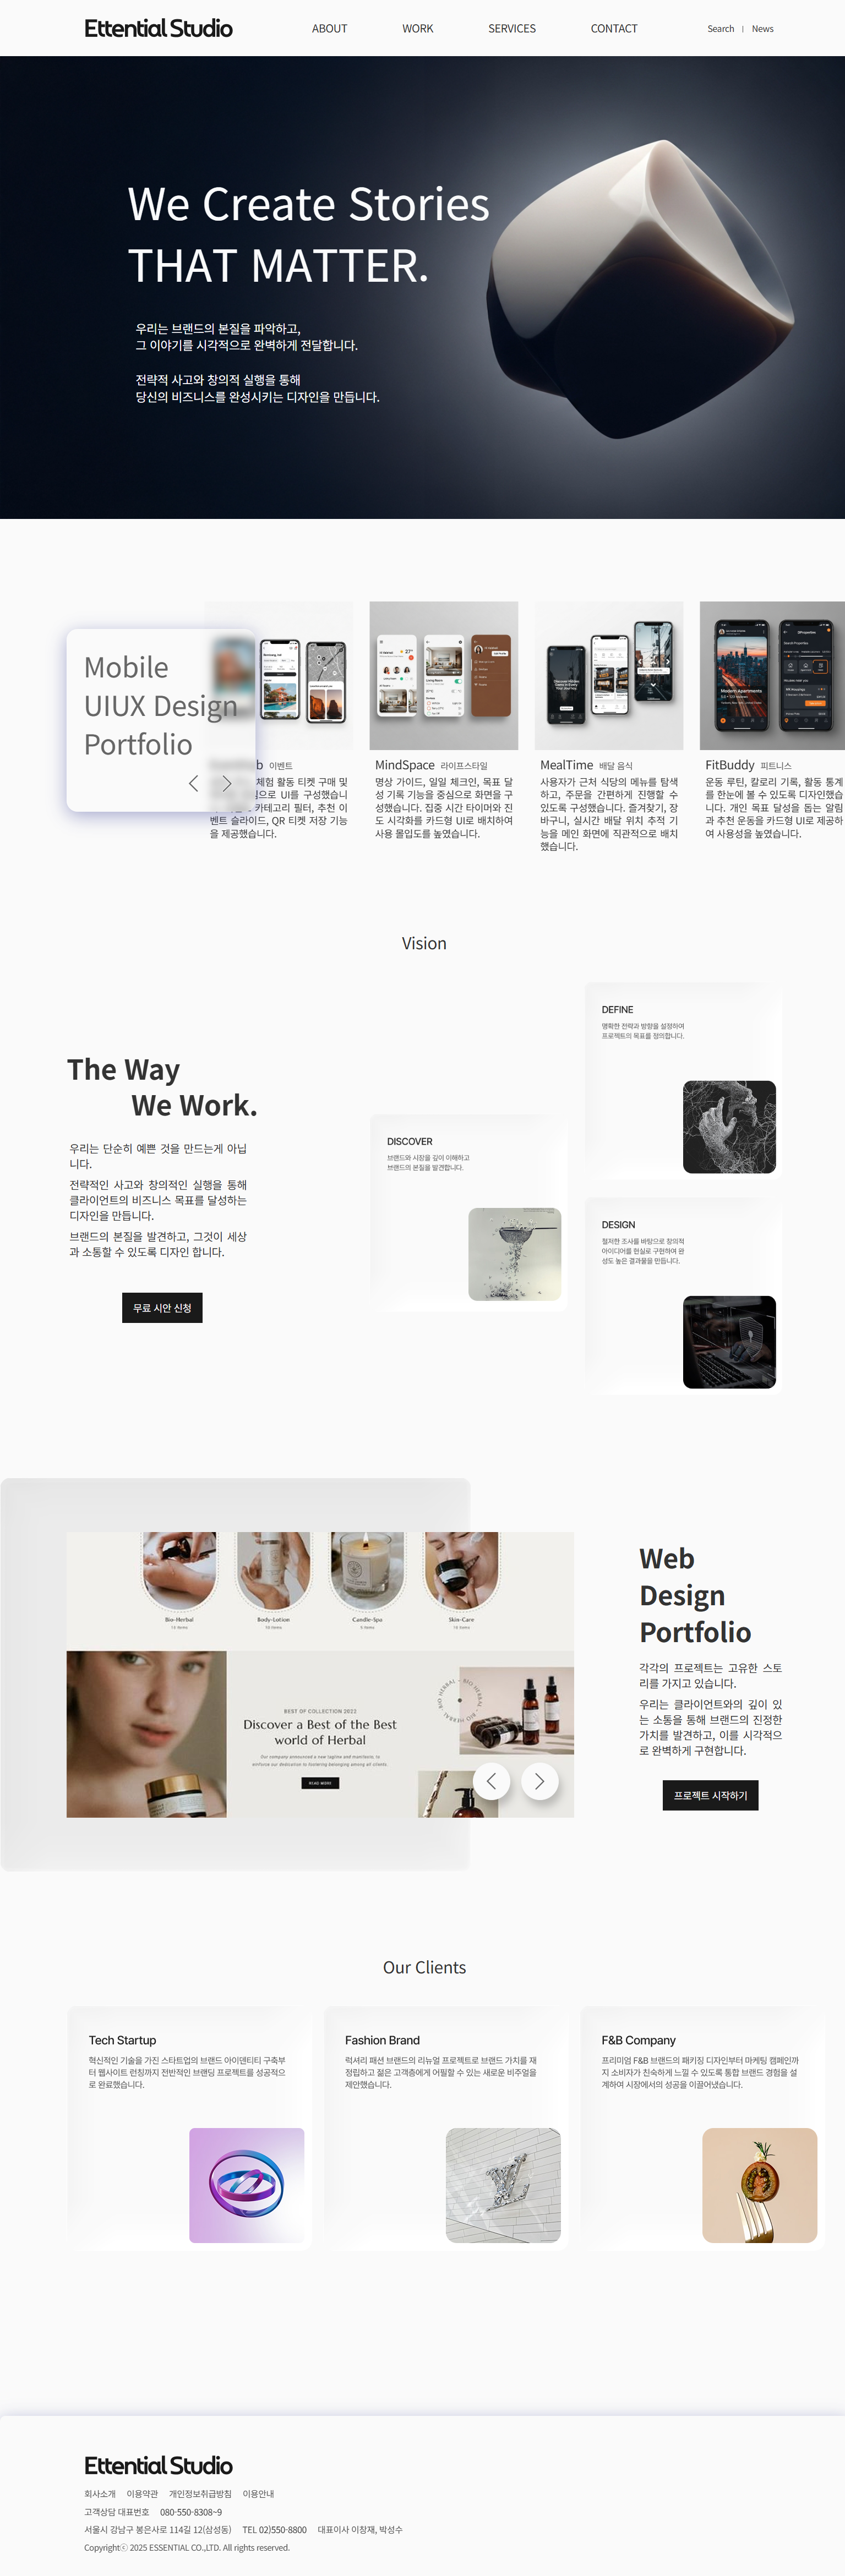 Ettential Studio
ABOUT
WORK
SERVICES
CONTACT
Search | News
We Create Stories
THAT MATTER.
우리는 브랜드의 본질을 파악하고,
그 이야기를 시각적으로 완벽하게 전달합니다.
전략적 사고와 창의적 실행을 통해
당신의 비즈니스를 완성시키는 디자인을 만듭니다.
Mobile
UIUX Design
Portfolio
이벤트
체험 활동 티켓 구매 및
으로 UI를 구성했습니
카테고리 필터, 추천 이
벤트 슬라이드, QR 티켓 저장 기능
을 제공했습니다.
MindSpace 라이프스타일
명상 가이드, 일일 체크인, 목표 달
성 기록 기능을 중심으로 화면을 구
성했습니다. 집중 시간 타이머와 진
도 시각화를 카드형 UI로 배치하여
사용 몰입도를 높였습니다.
MealTime 배달 음식
사용자가 근처 식당의 메뉴를 탐색
하고, 주문을 간편하게 진행할 수
있도록 구성했습니다. 즐겨찾기, 장
바구니, 실시간 배달 위치 추적 기
능을 메인 화면에 직관적으로 배치
했습니다.
Modern Apartments
FitBuddy 피트니스
운동 루틴, 칼로리 기록, 활동 통계
를 한눈에 볼 수 있도록 디자인했습
니다. 개인 목표 달성을 돕는 알림
과 추천 운동을 카드형 UI로 제공하
여 사용성을 높였습니다.
Vision
The Way
We Work.
우리는 단순히 예쁜 것을 만드는게 아닙
니다.
전략적인 사고와 창의적인 실행을 통해
클라이언트의 비즈니스 목표를 달성하는
디자인을 만듭니다.
브랜드의 본질을 발견하고, 그것이 세상
과 소통할 수 있도록 디자인 합니다.
무료 시안 신청
DISCOVER
브랜드와 시장을 깊이 이해하고
브랜드의 본질을 발견합니다.
DEFINE
명확한 전략과 방향을 설정하여
프로젝트의 목표를 정의합니다.
DESIGN
철저한 조사를 바탕으로 창의적
아이디어를 현실로 구현하여 완
성도 높은 결과물을 만듭니다.
Bio-Herbal
Body-Lotion
Candle-Spa
Skin-Care
BEST OF COLLECTION 2022
Discover a Best of the Best
world of Herbal
Our company announced a new tagline and manifesto, to
reinforce our dedication to fostering belonging among all clients.
READ MORE
BIO HERBAL
Web
Design
Portfolio
각각의 프로젝트는 고유한 스토
리를 가지고 있습니다.
우리는 클라이언트와의 깊이 있
는 소통을 통해 브랜드의 진정한
가치를 발견하고, 이를 시각적으
로 완벽하게 구현합니다.
프로젝트 시작하기
Our Clients
Tech Startup
혁신적인 기술을 가진 스타트업의 브랜드 아이덴티티 구축부
터 웹사이트 런칭까지 전반적인 브랜딩 프로젝트를 성공적으
로 완료했습니다.
Fashion Brand
럭셔리 패션 브랜드의 리뉴얼 프로젝트로 브랜드 가치를 재
정립하고 젊은 고객층에게 어필할 수 있는 새로운 비주얼을
제안했습니다.
F&B Company
프리미엄 F&B 브랜드의 패키징 디자인부터 마케팅 캠페인까
지 소비자가 친숙하게 느낄 수 있도록 통합 브랜드 경험을 설
계하여 시장에서의 성공을 이끌어냈습니다.
Ettential Studio
회사소개 이용약관 개인정보취급방침 이용안내
고객상담 대표번호 080-550-8308~9
서울시 강남구 봉은사로 114길 12(삼성동) TEL 02)550-8800 대표이사 이창재, 박성수
Copyrightⓒ 2025 ESSENTIAL CO.,LTD. All rights reserved.